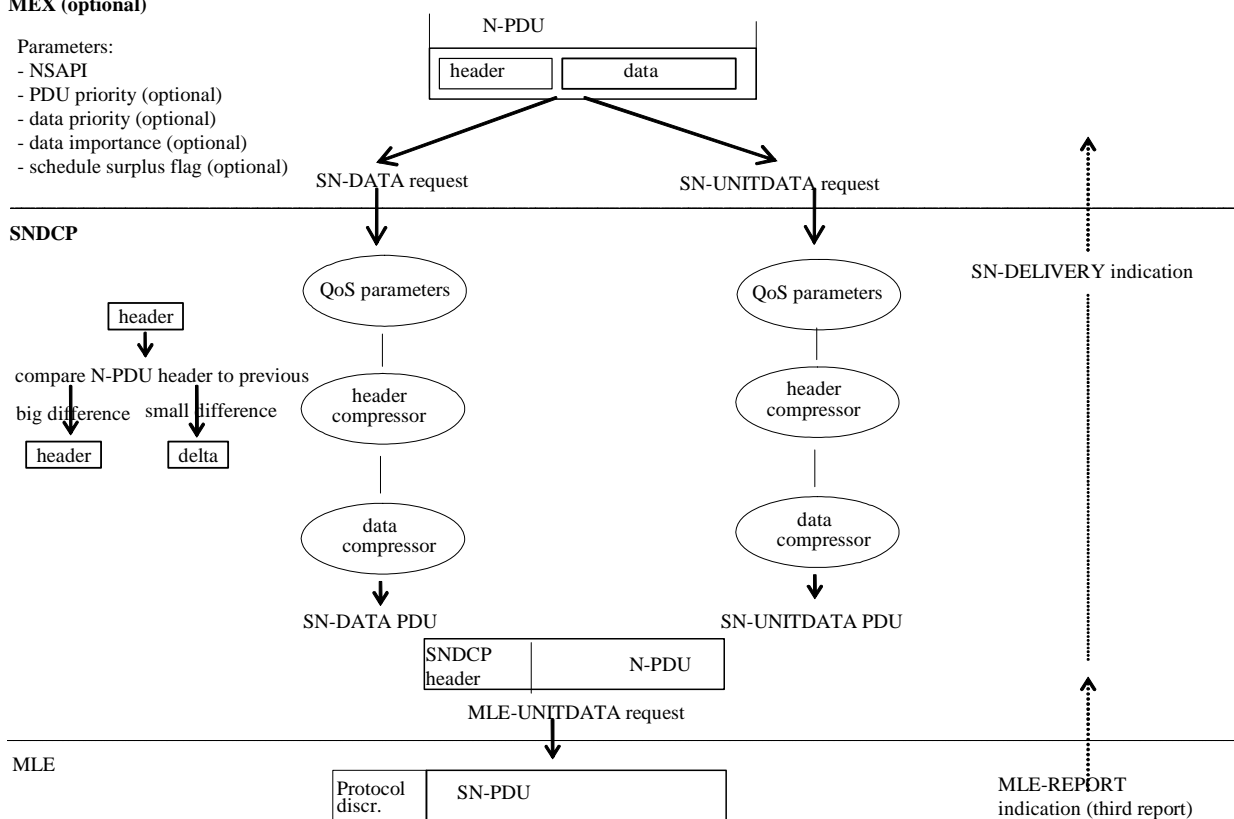 MEX (optional)
N-PDU
Parameters:
- NSAPI
- PDU priority (optional)
- data priority (optional)
- data importance (optional)
- schedule surplus flag (optional)
header
data
SN-DATA request
SN-UNITDATA request
SNDCP
SN-DELIVERY indication
QoS parameters
QoS parameters
header
compare N-PDU header to previous
big difference
small difference
header
delta
header
compressor
header
compressor
data
compressor
data
compressor
SN-DATA PDU
SN-UNITDATA PDU
SNDCP
header
N-PDU
MLE-UNITDATA request
MLE
Protocol
discr.
SN-PDU
MLE-REPORT
indication (third report)